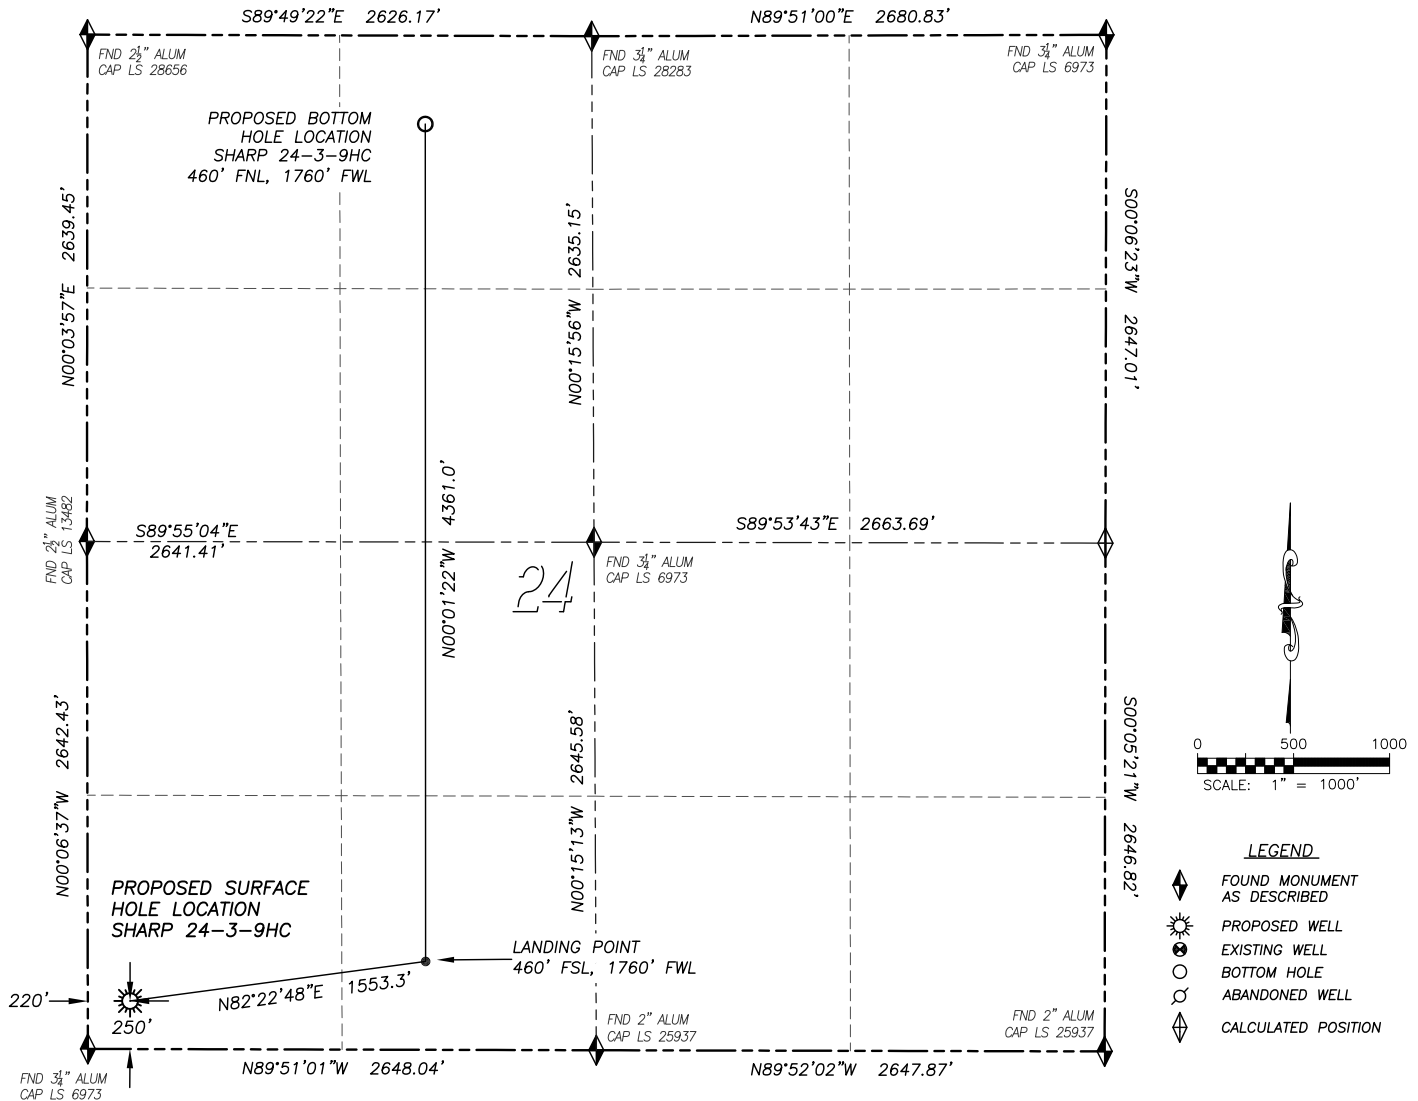 S89°49'22"E 2626.17'
N89°51'00"E 2680.83'
FND 2½" ALUM
CAP LS 28656
FND 3¼" ALUM
CAP LS 28283
FND 3¼" ALUM
CAP LS 6973
PROPOSED BOTTOM
HOLE LOCATION
SHARP 24-3-9HC
460' FNL, 1760' FWL
N00°03'57"E 2639.45'
N00°15'56"W 2635.15'
S00°06'23"W 2647.01'
FND 2½" ALUM
CAP LS 13482
S89°55'04"E
2641.41'
N00°01'22"W 4361.0'
S89°53'43"E 2663.69'
FND 3¼" ALUM
CAP LS 6973
24
N00°06'37"W 2642.43'
N00°15'13"W 2645.58'
S00°05'21"W 2646.82'
PROPOSED SURFACE
HOLE LOCATION
SHARP 24-3-9HC
LANDING POINT
460' FSL, 1760' FWL
N82°22'48"E 1553.3'
220'
250'
FND 2" ALUM
CAP LS 25937
FND 2" ALUM
CAP LS 25937
N89°51'01"W 2648.04'
N89°52'02"W 2647.87'
FND 3¼" ALUM
CAP LS 6973
0 500 1000
SCALE: 1" = 1000'
LEGEND
FOUND MONUMENT
AS DESCRIBED
PROPOSED WELL
EXISTING WELL
BOTTOM HOLE
ABANDONED WELL
CALCULATED POSITION